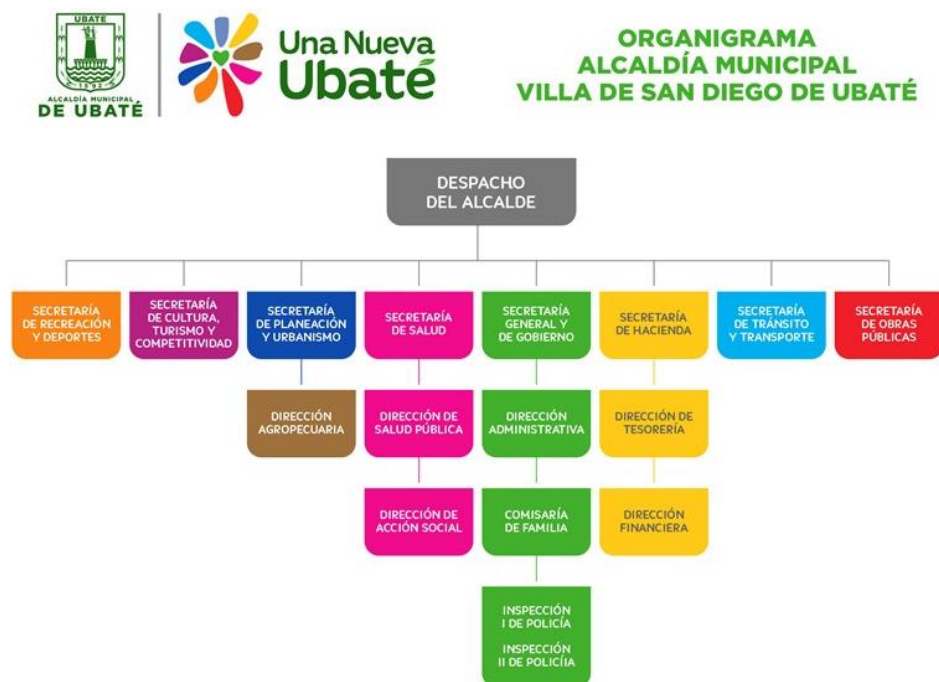 UBATE
1592
ALCALDÍA MUNICIPAL
DE UBATÉ
Una Nueva
Ubaté
ORGANIGRAMA
ALCALDÍA MUNICIPAL
VILLA DE SAN DIEGO DE UBATÉ
DESPACHO
DEL ALCALDE
SECRETARÍA
DE RECREACIÓN
Y DEPORTES
SECRETARÍA
DE CULTURA,
TURISMO Y
COMPETITIVIDAD
SECRETARÍA
DE PLANEACIÓN
Y URBANISMO
SECRETARÍA
DE SALUD
SECRETARÍA
GENERAL Y
DE GOBIERNO
SECRETARÍA
DE HACIENDA
SECRETARÍA
DE TRÁNSITO
Y TRANSPORTE
SECRETARÍA
DE OBRAS
PÚBLICAS
DIRECCIÓN
AGROPECUARIA
DIRECCIÓN DE
SALUD PÚBLICA
DIRECCIÓN
ADMINISTRATIVA
DIRECCIÓN DE
TESORERÍA
DIRECCIÓN DE
ACCIÓN SOCIAL
COMISARÍA
DE FAMILIA
DIRECCIÓN
FINANCIERA
INSPECCIÓN
I DE POLICÍA
INSPECCIÓN
II DE POLICÍIA